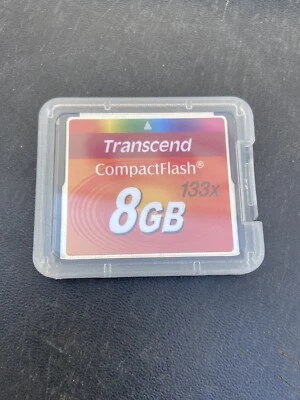 Transcend
CompactFlash®
133x
8GB